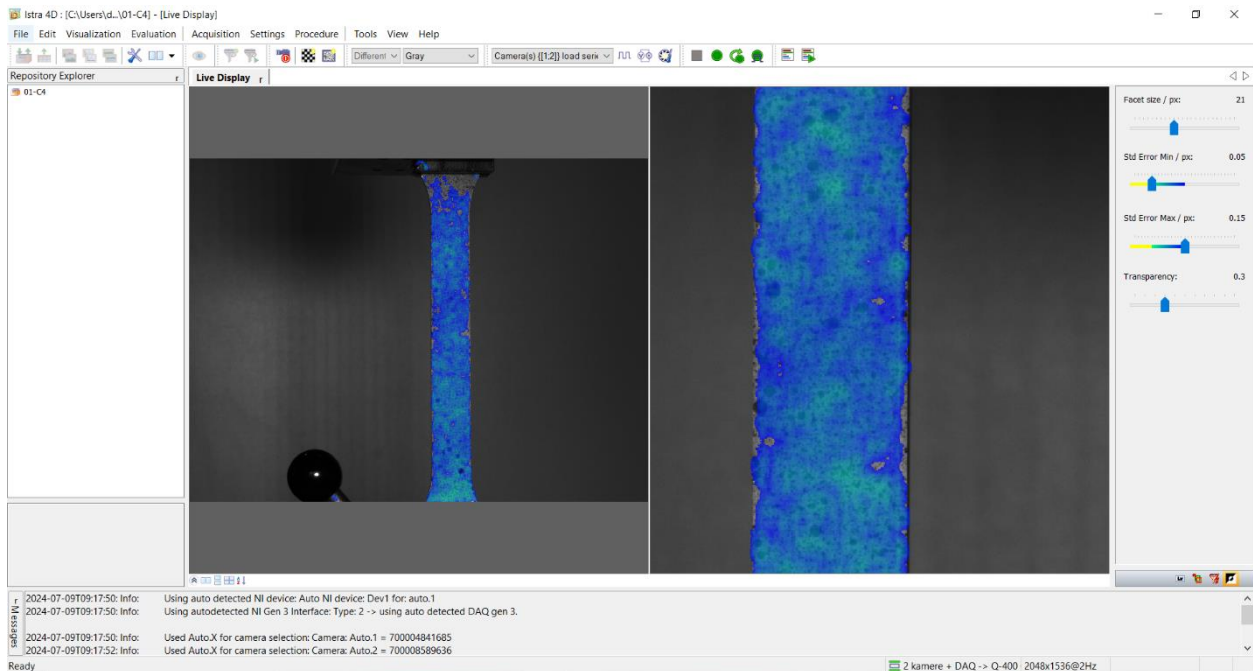 Istra 4D : [C:\Users\d...\01-C4] - [Live Display]
File Edit Visualization Evaluation Acquisition Settings Procedure Tools View Help
Different Gray Camera(s) {[1;2]} load serie
Repository Explorer
Live Display
01-C4
Facet size / px: 21
Std Error Min / px: 0.05
Std Error Max / px: 0.15
Transparency: 0.3
Messages
2024-07-09T09:17:50: Info: Using auto detected NI device: Auto NI device: Dev1 for: auto.1
2024-07-09T09:17:50: Info: Using autodetected NI Gen 3 Interface: Type: 2 -> using auto detected DAQ gen 3.
2024-07-09T09:17:50: Info: Used Auto.X for camera selection: Camera: Auto.1 = 700004841685
2024-07-09T09:17:52: Info: Used Auto.X for camera selection: Camera: Auto.2 = 700008589636
Ready
2 kamere + DAQ -> Q-400 2048x1536@2Hz